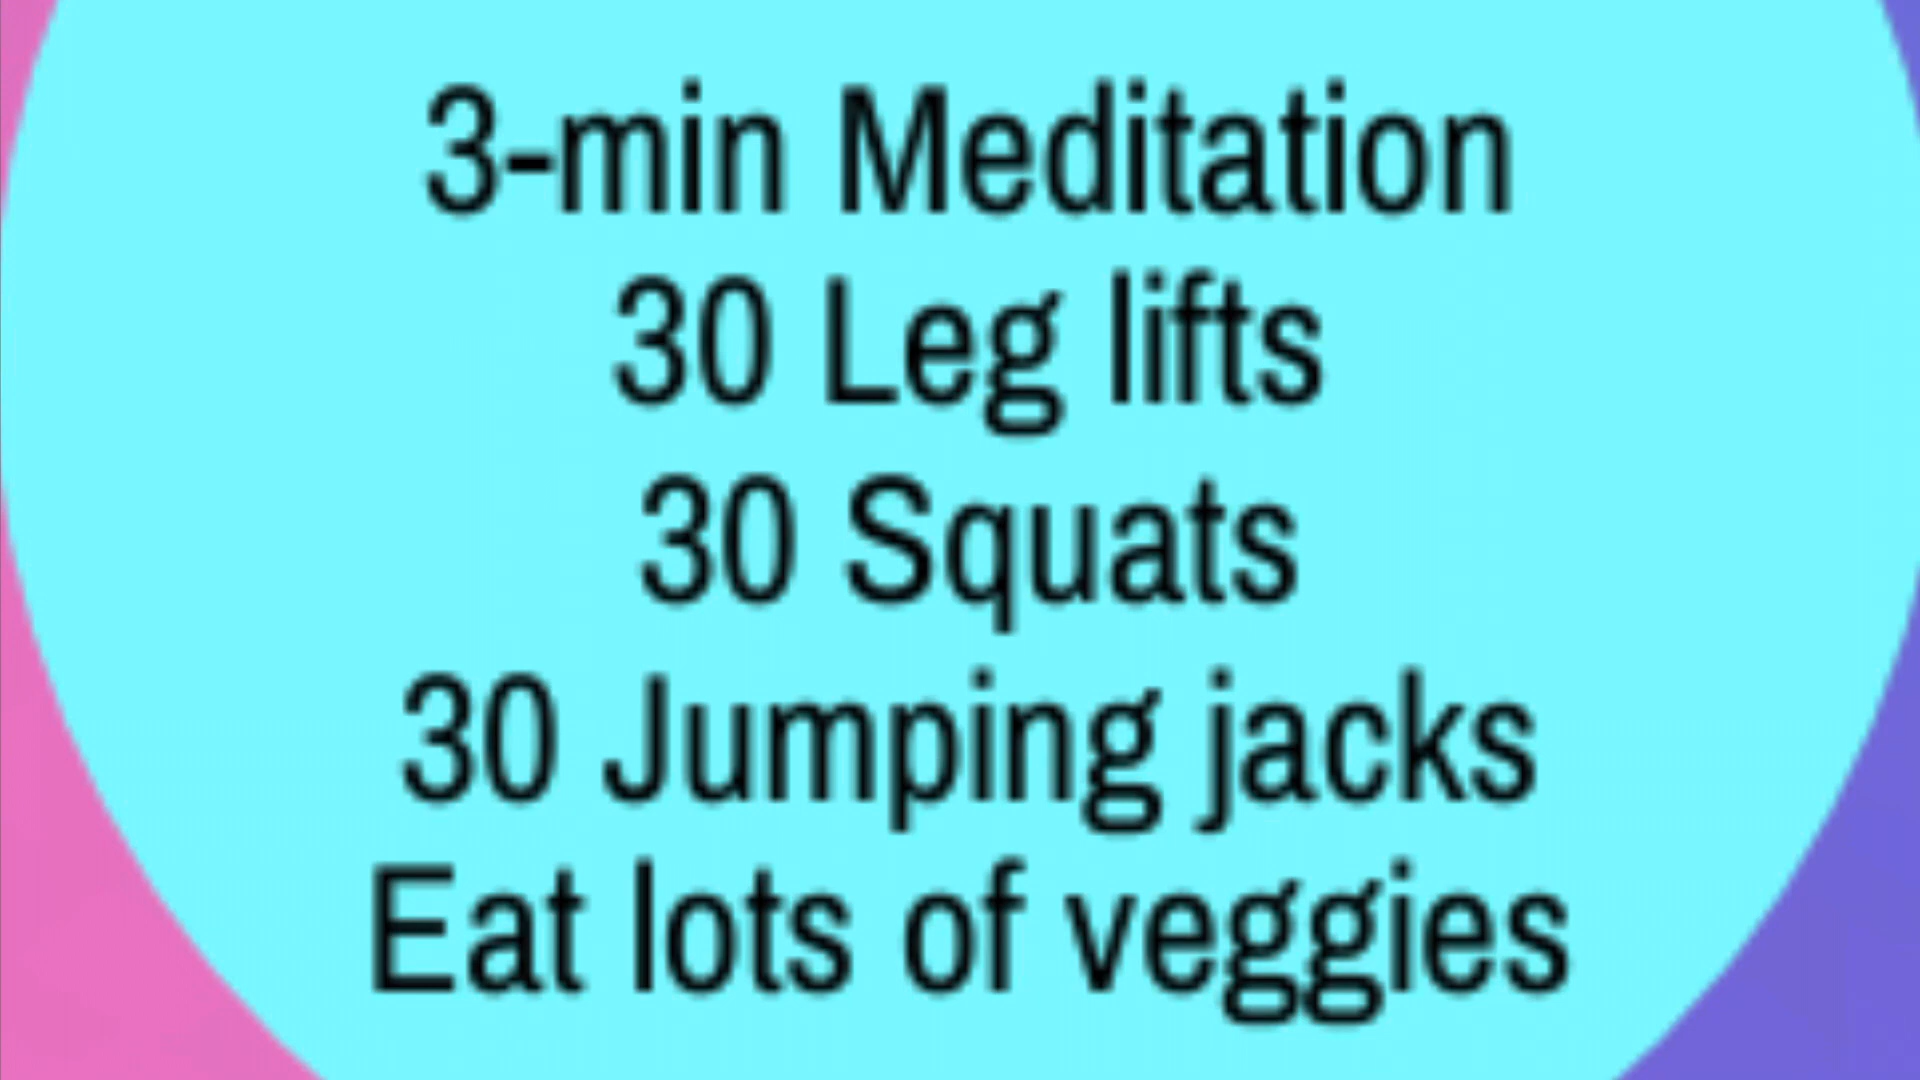 3-min Meditation
30 Leg lifts
30 Squats
30 Jumping jacks
Eat lots of veggies